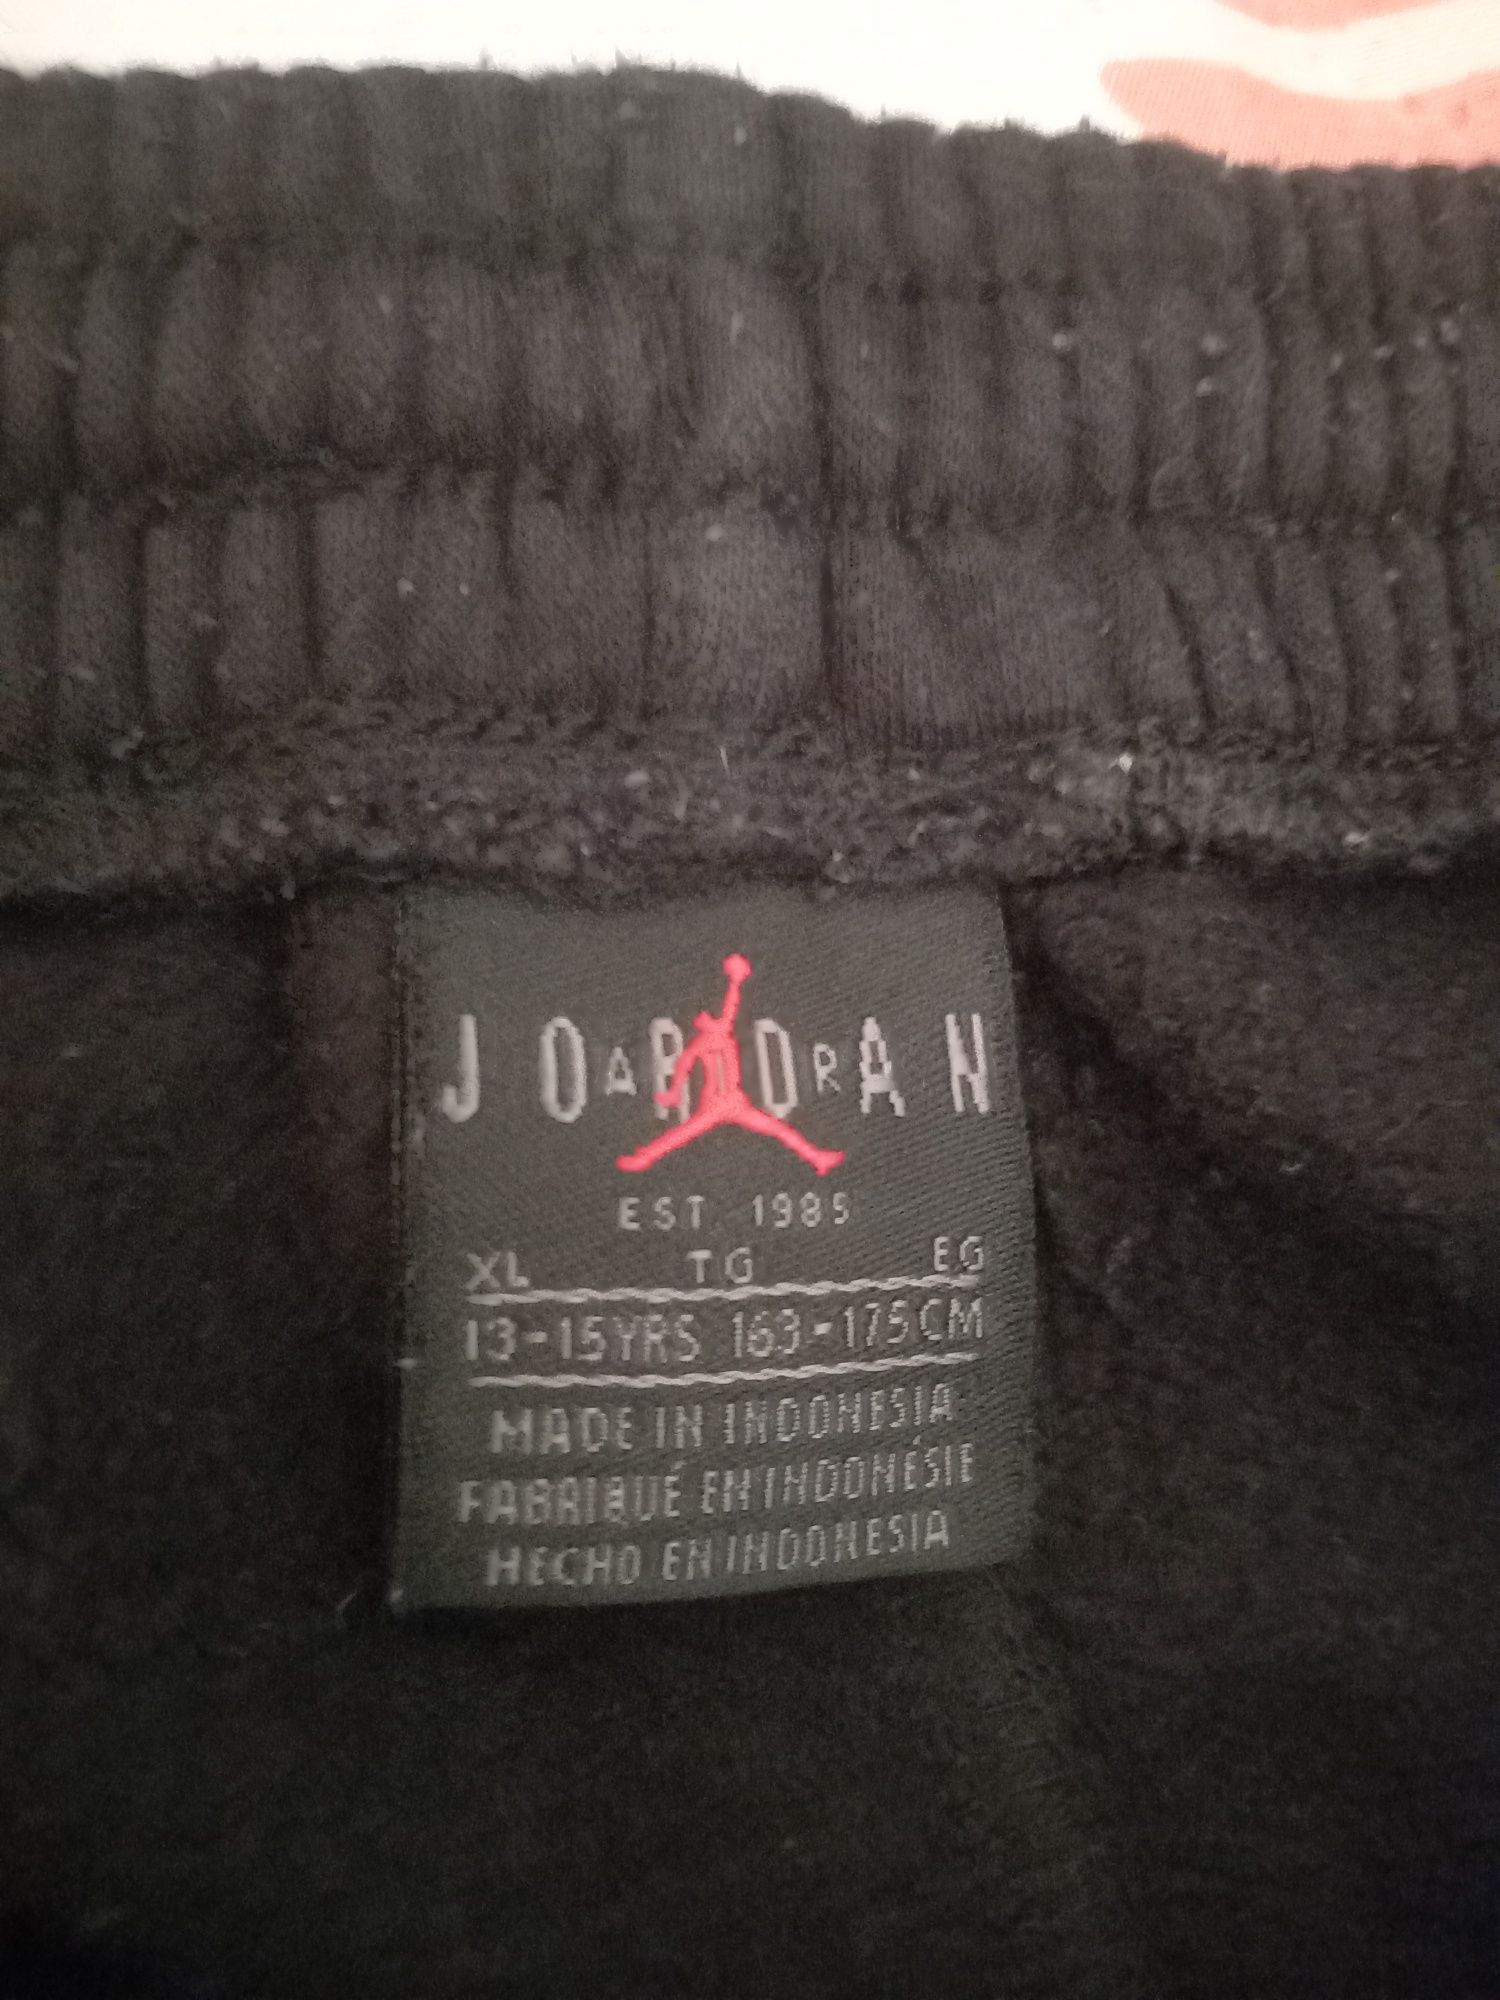 JORDAN
AIR
EST 1985
XL TG EG
13-15YRS 163-175CM
MADE IN INDONESIA
FABRIQUÉ EN INDONÉSIE
HECHO EN INDONESIA